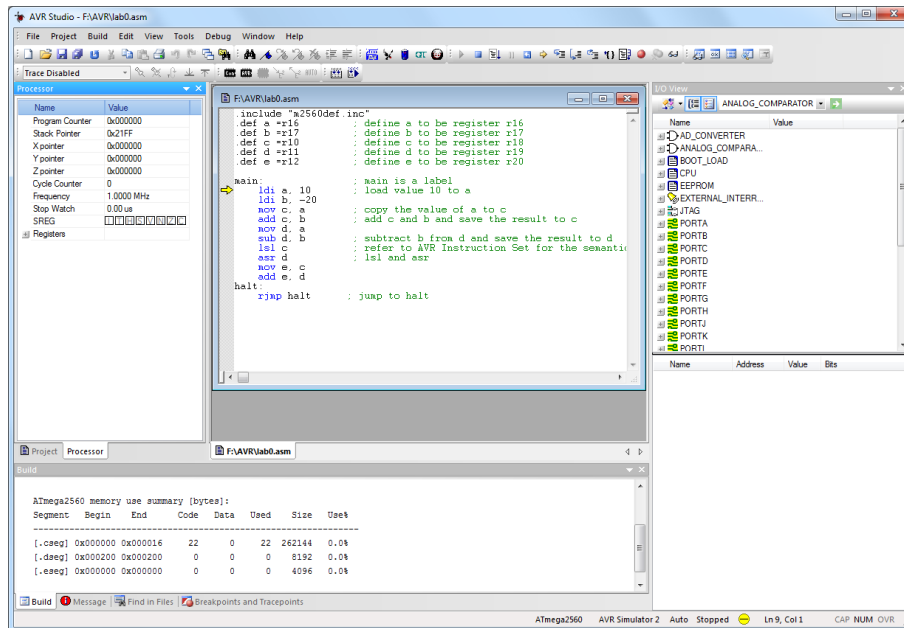 AVR Studio - F:\AVR\lab0.asm
File Project Build Edit View Tools Debug Window Help
Trace Disabled
Processor
Name Value
Program Counter 0x000000
Stack Pointer 0x21FF
X pointer 0x000000
Y pointer 0x000000
Z pointer 0x000000
Cycle Counter 0
Frequency 1.0000 MHz
Stop Watch 0.00 us
SREG I T H S V N Z C
Registers
Project Processor
F:\AVR\lab0.asm
.include "m2560def.inc"
.def a =r16 ; define a to be register r16
.def b =r17 ; define b to be register r17
.def c =r10 ; define c to be register r18
.def d =r11 ; define d to be register r19
.def e =r12 ; define e to be register r20
main: ; main is a label
ldi a, 10 ; load value 10 to a
ldi b, -20
mov c, a ; copy the value of a to c
add c, b ; add c and b and save the result to c
mov d, a
sub d, b ; subtract b from d and save the result to d
lsl c ; refer to AVR Instruction Set for the semantic
asr d ; lsl and asr
mov e, c
add e, d
halt:
rjmp halt ; jump to halt
F:\AVR\lab0.asm
I/O View
ANALOG_COMPARATOR
Name Value
AD_CONVERTER
ANALOG_COMPARA...
BOOT_LOAD
CPU
EEPROM
EXTERNAL_INTERR...
JTAG
PORTA
PORTB
PORTC
PORTD
PORTE
PORTF
PORTG
PORTH
PORTJ
PORTK
PORTL
Name Address Value Bits
Build
ATmega2560 memory use summary [bytes]:
Segment Begin End Code Data Used Size Use%
---------------------------------------------------------------
[.cseg] 0x000000 0x000016 22 0 22 262144 0.0%
[.dseg] 0x000200 0x000200 0 0 0 8192 0.0%
[.eseg] 0x000000 0x000000 0 0 0 4096 0.0%
Build Message Find in Files Breakpoints and Tracepoints
ATmega2560 AVR Simulator 2 Auto Stopped Ln 9, Col 1 CAP NUM OVR